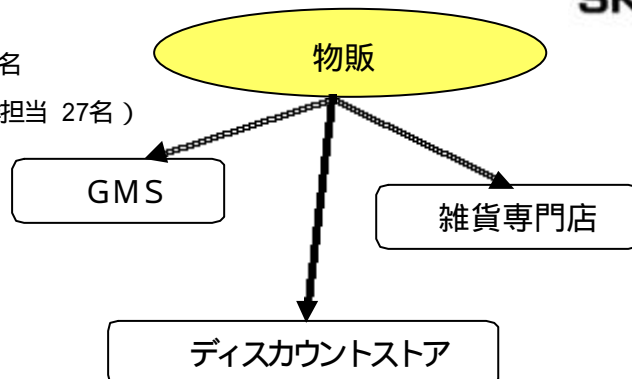 名
物販
担当 27名 )
GMS
雑貨専門店
ディスカウントストア